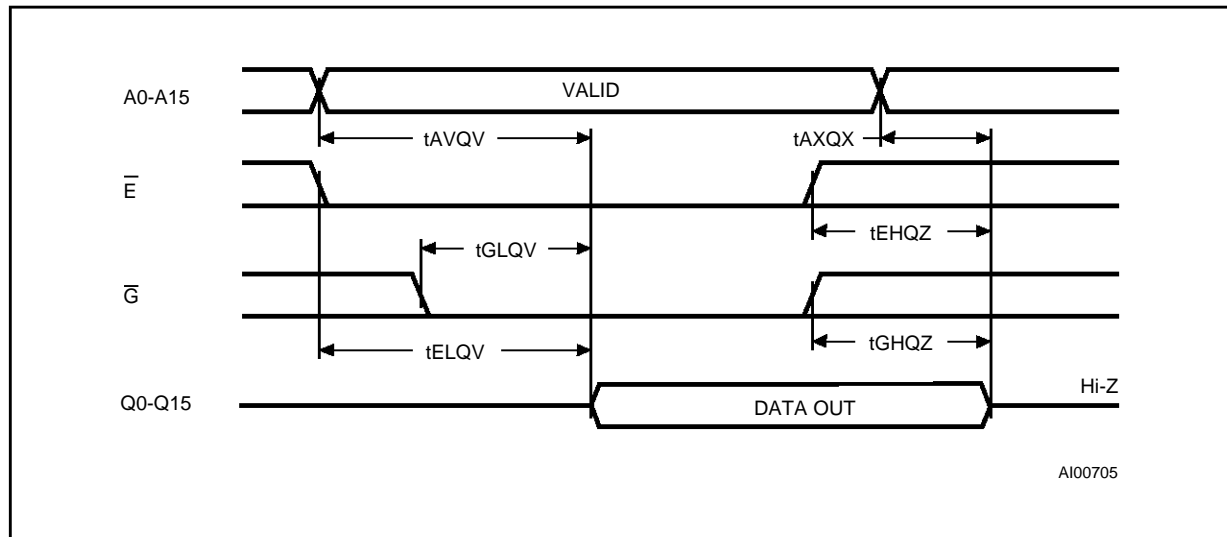 A0-A15
VALID
tAVQV
tAXQX
E̅
tEHQZ
tGLQV
G̅
tELQV
tGHQZ
Q0-Q15
DATA OUT
Hi-Z
AI00705